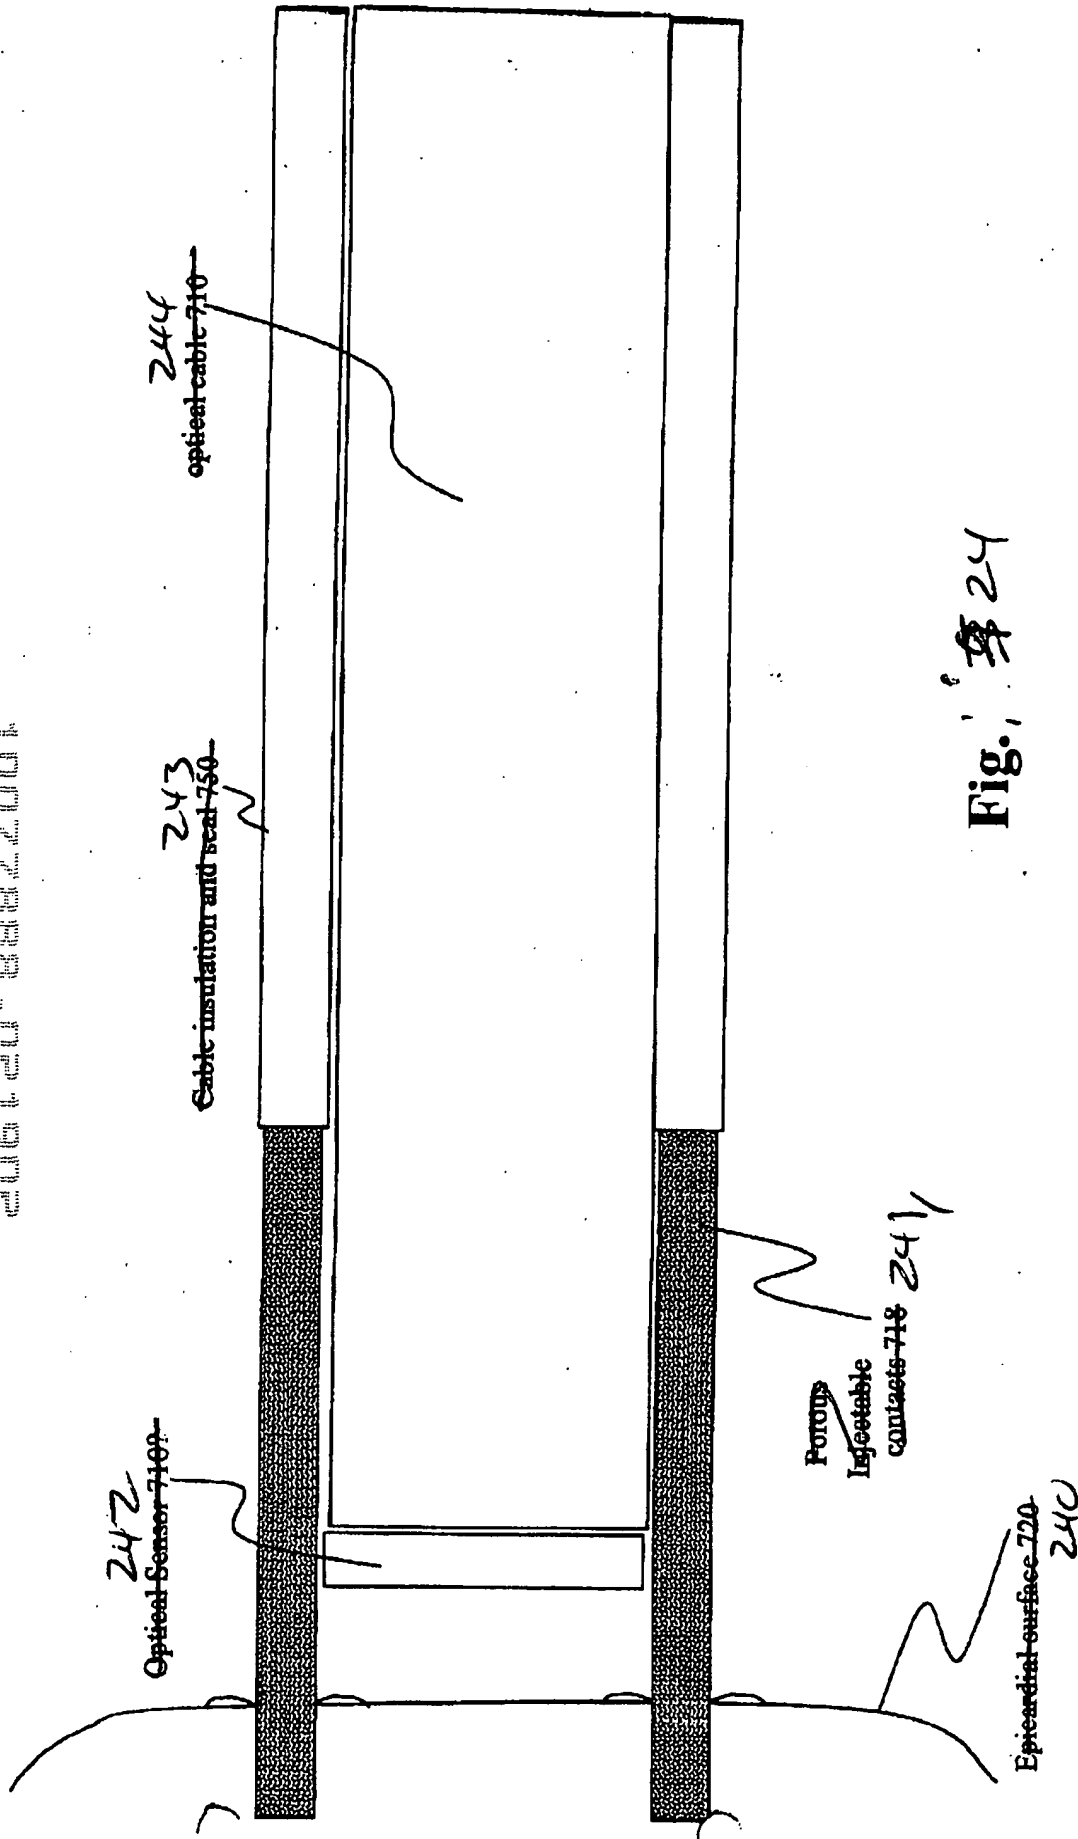 244
optical cable 710
243
Cable insulation and seal 750
242
Optical Sensor 710?
Porous
Injectable
contacts 718 241
Epicardial surface 720
240
Fig. 24